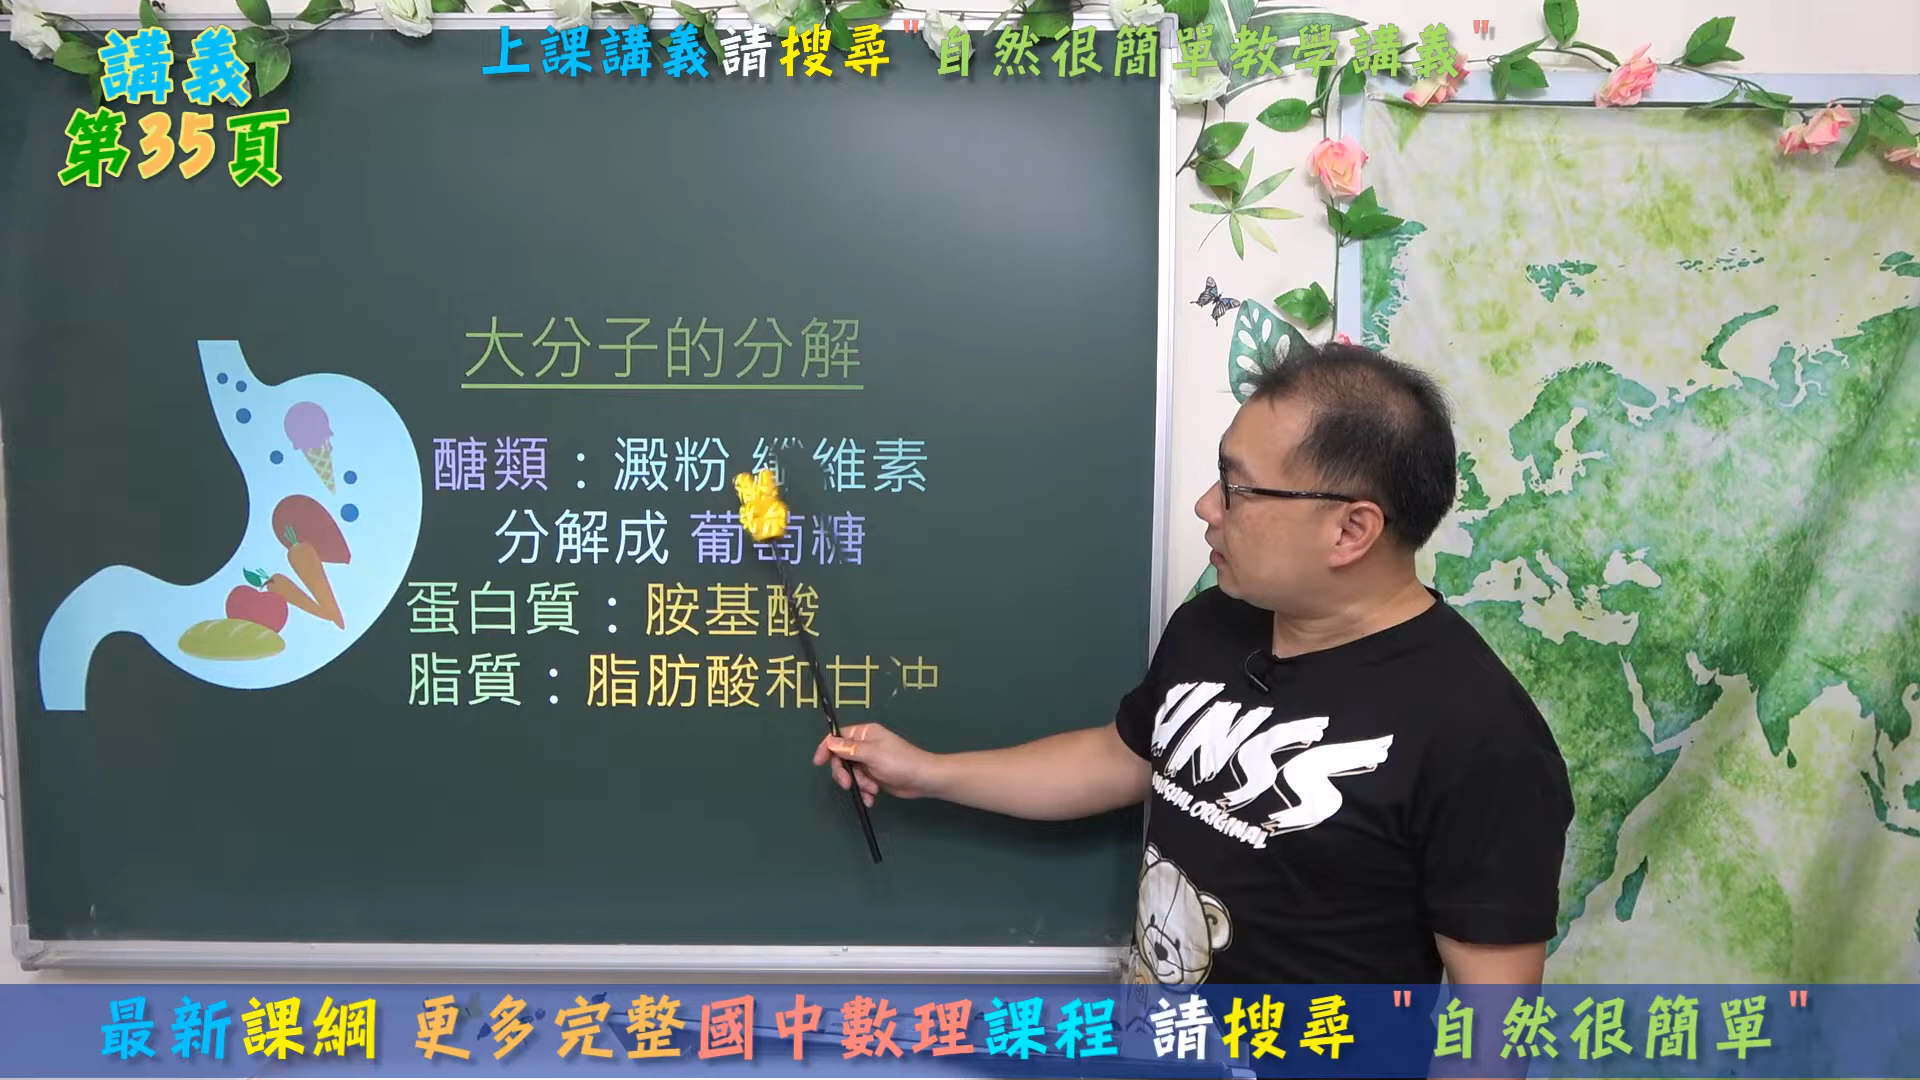 上課講義請搜尋"自然很簡單教學講義"
講義
第35頁
大分子的分解
醣類：澱粉 纖維素
分解成 葡萄糖
蛋白質：胺基酸
脂質：脂肪酸和甘
UNSS
ORIGINAL
最新課綱 更多完整國中數理課程 請搜尋 "自然很簡單"